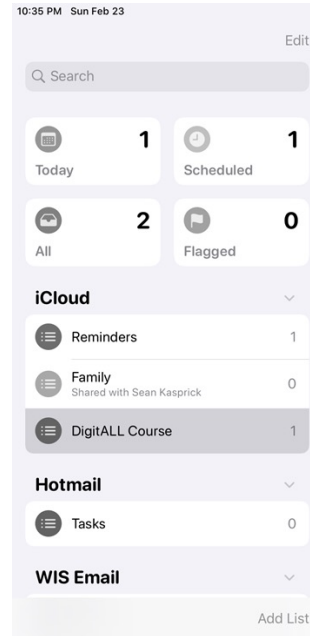 10:35 PM Sun Feb 23
Edit
Search
1
Today
1
Scheduled
2
All
0
Flagged
iCloud
Reminders 1
Family
Shared with Sean Kasprick
0
DigitALL Course 1
Hotmail
Tasks 0
WIS Email
Add List